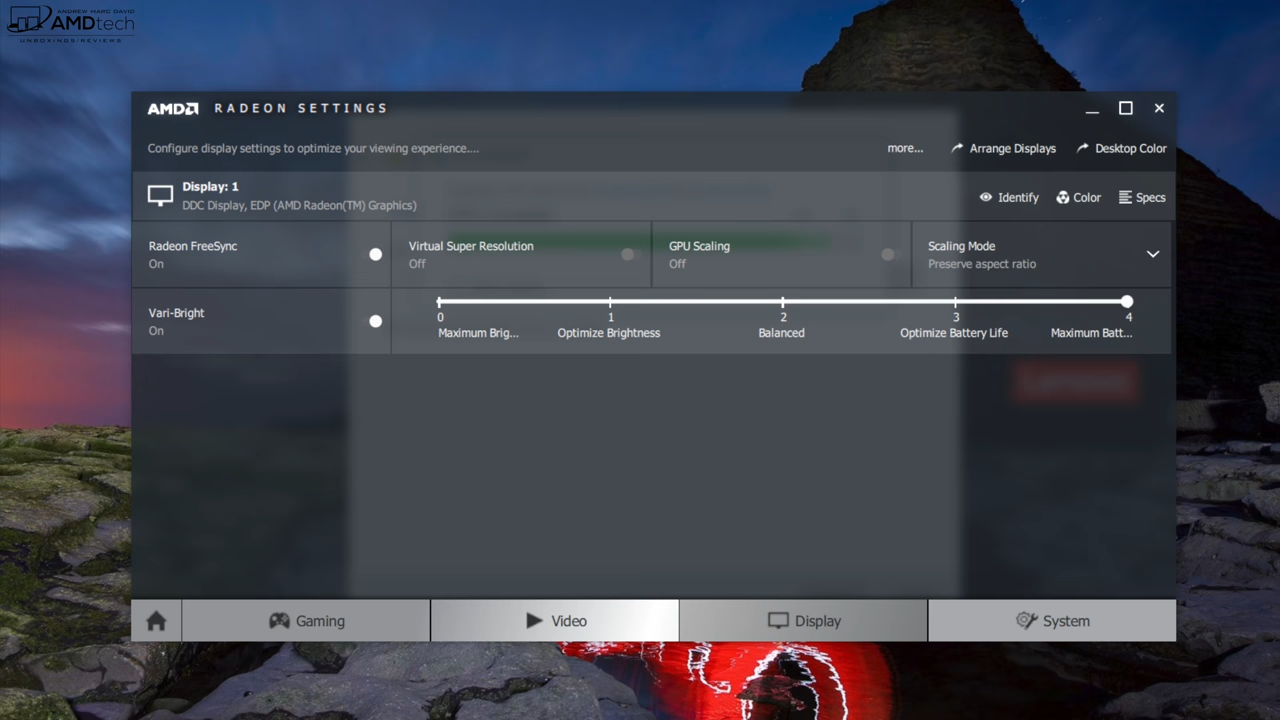 ANDREW MARC DAVID
AMDtech
UNBOXINGS/REVIEWS
AMD RADEON SETTINGS
Configure display settings to optimize your viewing experience....
more...
Arrange Displays
Desktop Color
Display: 1
DDC Display, EDP (AMD Radeon(TM) Graphics)
Identify
Color
Specs
Radeon FreeSync
On
Virtual Super Resolution
Off
GPU Scaling
Off
Scaling Mode
Preserve aspect ratio
Vari-Bright
On
0 1 2 3 4
Maximum Brig... Optimize Brightness Balanced Optimize Battery Life Maximum Batt...
Gaming Video Display System